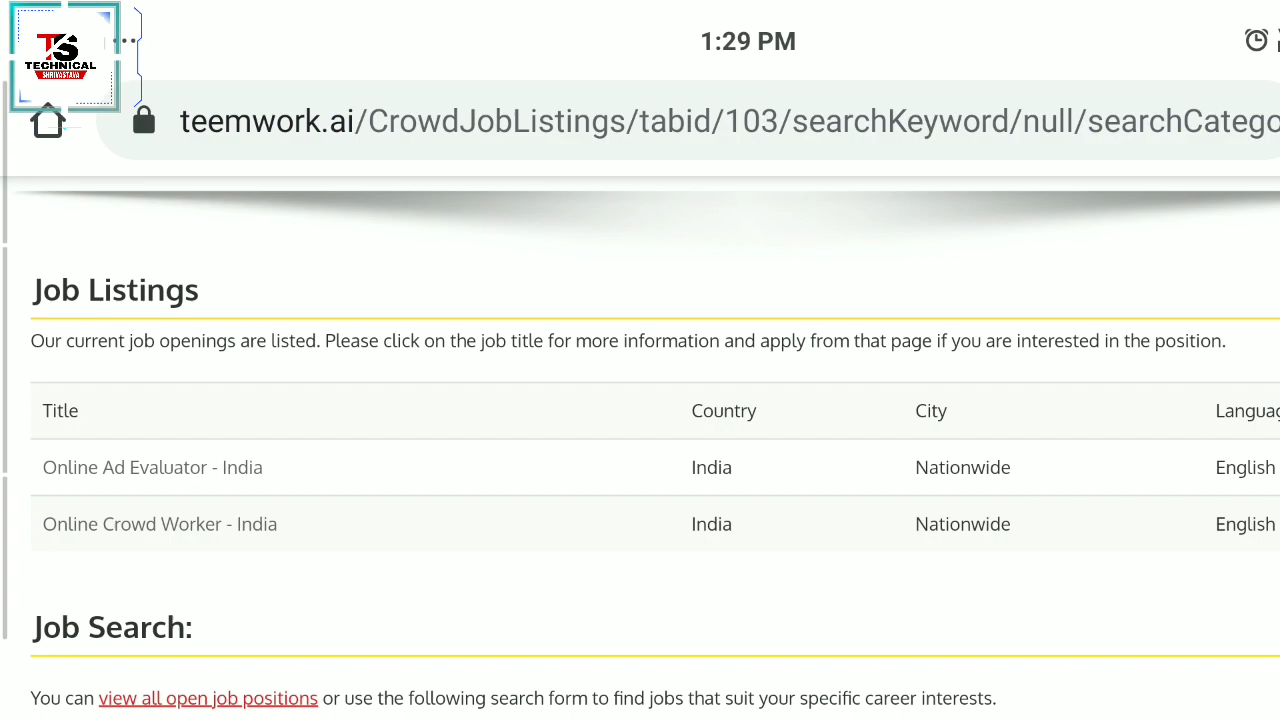 TS
TECHNICAL
SHRIVASTAVA
1:29 PM
teemwork.ai/CrowdJobListings/tabid/103/searchKeyword/null/searchCatego
Job Listings
Our current job openings are listed. Please click on the job title for more information and apply from that page if you are interested in the position.
Title Country City Languag
Online Ad Evaluator - India India Nationwide English
Online Crowd Worker - India India Nationwide English
Job Search:
You can view all open job positions or use the following search form to find jobs that suit your specific career interests.